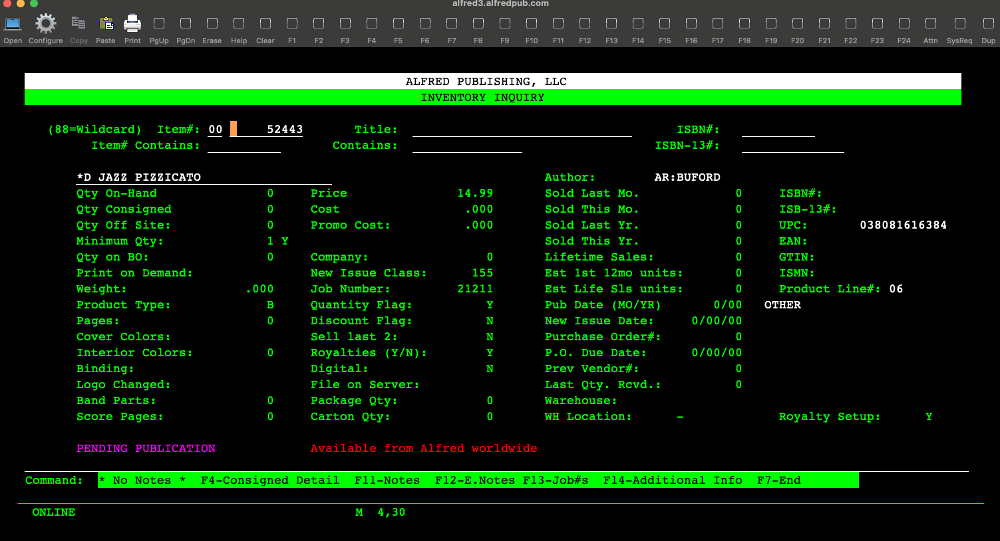 alfred3.alfredpub.com
Open Configure Copy Paste Print PgUp PgDn Erase Help Clear F1 F2 F3 F4 F5 F6 F7 F8 F9 F10 F11 F12 F13 F14 F15 F16 F17 F18 F19 F20 F21 F22 F23 F24 Attn SysReq Dup
ALFRED PUBLISHING, LLC
INVENTORY INQUIRY
(88=Wildcard) Item#: 00 52443 Title: ISBN#:
Item# Contains: Contains: ISBN-13#:
*D JAZZ PIZZICATO Author: AR:BUFORD
Qty On-Hand 0 Price 14.99 Sold Last Mo. 0 ISBN#:
Qty Consigned 0 Cost .000 Sold This Mo. 0 ISB-13#:
Qty Off Site: 0 Promo Cost: .000 Sold Last Yr. 0 UPC: 038081616384
Minimum Qty: 1 Y Sold This Yr. 0 EAN:
Qty on BO: 0 Company: 0 Lifetime Sales: 0 GTIN:
Print on Demand: New Issue Class: 155 Est 1st 12mo units: 0 ISMN:
Weight: .000 Job Number: 21211 Est Life Sls units: 0 Product Line#: 06
Product Type: B Quantity Flag: Y Pub Date (MO/YR) 0/00 OTHER
Pages: 0 Discount Flag: N New Issue Date: 0/00/00
Cover Colors: Sell last 2: N Purchase Order#: 0
Interior Colors: 0 Royalties (Y/N): Y P.O. Due Date: 0/00/00
Binding: Digital: N Prev Vendor#: 0
Logo Changed: File on Server: Last Qty. Rcvd.: 0
Band Parts: 0 Package Qty: 0 Warehouse:
Score Pages: 0 Carton Qty: 0 WH Location: - Royalty Setup: Y
PENDING PUBLICATION Available from Alfred worldwide
Command: * No Notes * F4-Consigned Detail F11-Notes F12-E.Notes F13-Job#s F14-Additional Info F7-End
ONLINE M 4,30